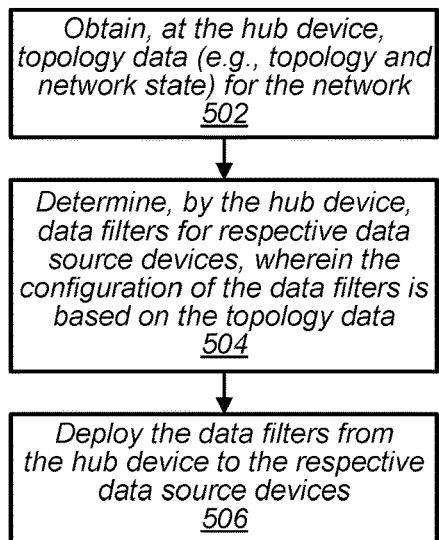 Obtain, at the hub device,
topology data (e.g., topology and
network state) for the network
502
Determine, by the hub device,
data filters for respective data
source devices, wherein the
configuration of the data filters is
based on the topology data
504
Deploy the data filters from
the hub device to the respective
data source devices
506